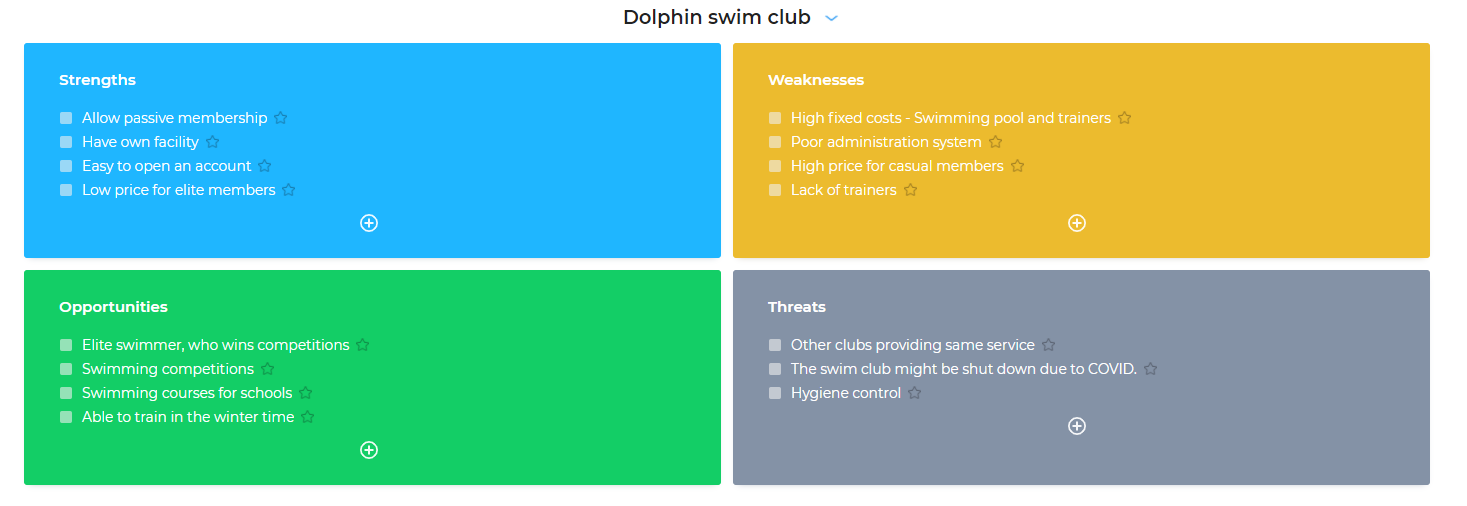 Dolphin swim club
Strengths
Allow passive membership
Have own facility
Easy to open an account
Low price for elite members
Weaknesses
High fixed costs - Swimming pool and trainers
Poor administration system
High price for casual members
Lack of trainers
Opportunities
Elite swimmer, who wins competitions
Swimming competitions
Swimming courses for schools
Able to train in the winter time
Threats
Other clubs providing same service
The swim club might be shut down due to COVID.
Hygiene control